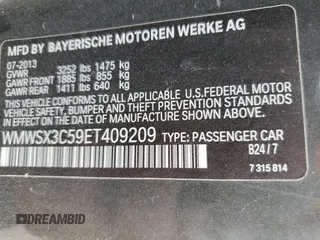 MFD. BY BAYERISCHE MOTOREN WERKE AG
07-2013
GVWR 3252 lbs 1475 kg
GAWR FRONT 1885 lbs 855 kg
GAWR REAR 1411 lbs 640 kg
THIS VEHICLE CONFORMS TO ALL APPLICABLE U.S. FEDERAL MOTOR
VEHICLE SAFETY, BUMPER, AND THEFT PREVENTION STANDARDS
IN EFFECT ON THE DATE OF MANUFACTURE SHOWN ABOVE.
WMWSX3C59ET409209 TYPE: PASSENGER CAR
B24/7
7 315 814
DREAMBID